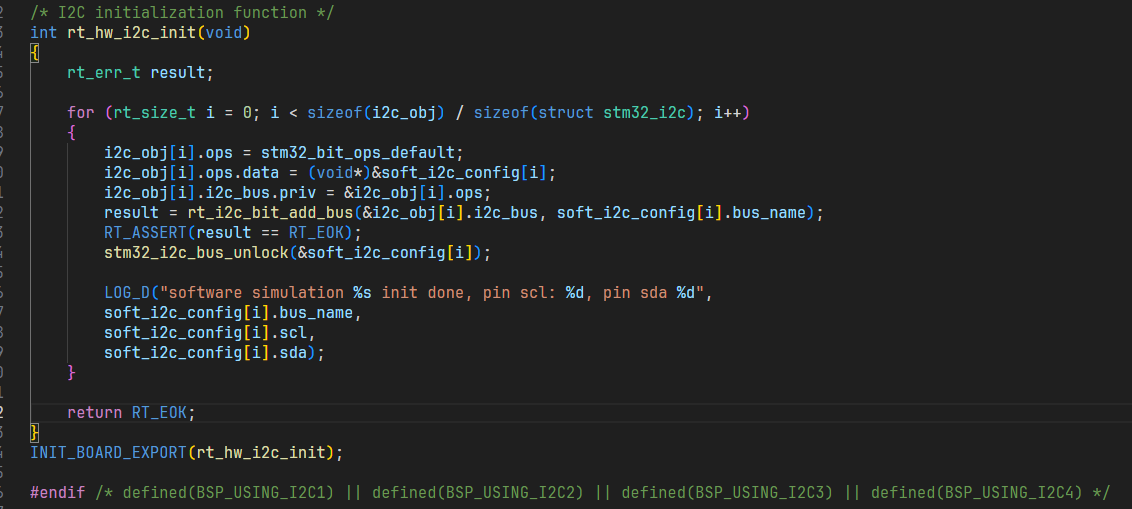 /* I2C initialization function */
int rt_hw_i2c_init(void)
{
    rt_err_t result;

    for (rt_size_t i = 0; i < sizeof(i2c_obj) / sizeof(struct stm32_i2c); i++)
    {
        i2c_obj[i].ops = stm32_bit_ops_default;
        i2c_obj[i].ops.data = (void*)&soft_i2c_config[i];
        i2c_obj[i].i2c_bus.priv = &i2c_obj[i].ops;
        result = rt_i2c_bit_add_bus(&i2c_obj[i].i2c_bus, soft_i2c_config[i].bus_name);
        RT_ASSERT(result == RT_EOK);
        stm32_i2c_bus_unlock(&soft_i2c_config[i]);

        LOG_D("software simulation %s init done, pin scl: %d, pin sda %d",
        soft_i2c_config[i].bus_name,
        soft_i2c_config[i].scl,
        soft_i2c_config[i].sda);
    }

    return RT_EOK;
}
INIT_BOARD_EXPORT(rt_hw_i2c_init);

#endif /* defined(BSP_USING_I2C1) || defined(BSP_USING_I2C2) || defined(BSP_USING_I2C3) || defined(BSP_USING_I2C4) */